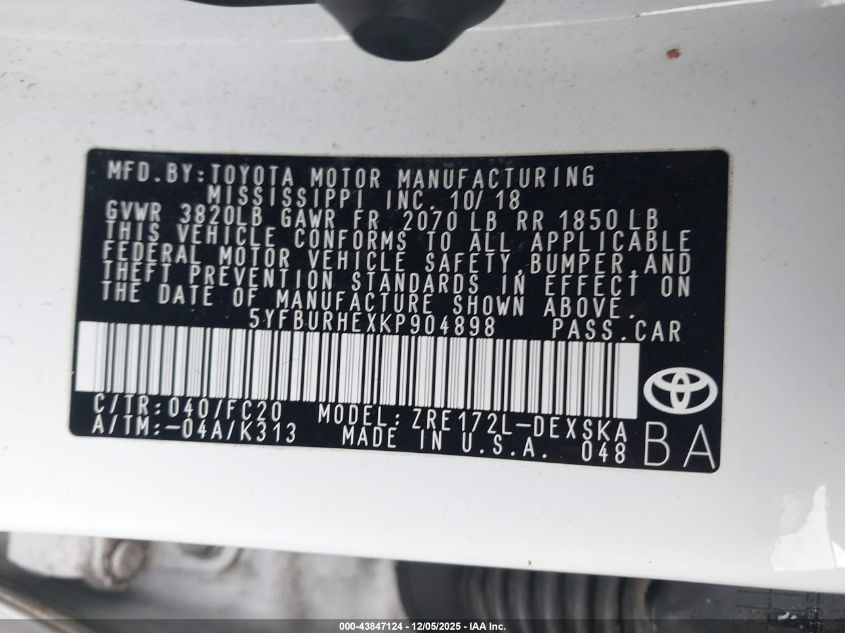 MFD.BY:TOYOTA MOTOR MANUFACTURING
MISSISSIPPI INC. 10/18
GVWR 3820LB GAWR FR 2070 LB RR 1850 LB
THIS VEHICLE CONFORMS TO ALL APPLICABLE
FEDERAL MOTOR VEHICLE SAFETY,BUMPER,AND
THEFT PREVENTION STANDARDS IN EFFECT ON
THE DATE OF MANUFACTURE SHOWN ABOVE.
5YFBURHEXKP904898 PASS.CAR
C/TR:040/FC20 MODEL:ZRE172L-DEXSKA
A/TM:-04A/K313 MADE IN U.S.A. 048 BA
000-43847124 | 12/05/2025 - IAA Inc.